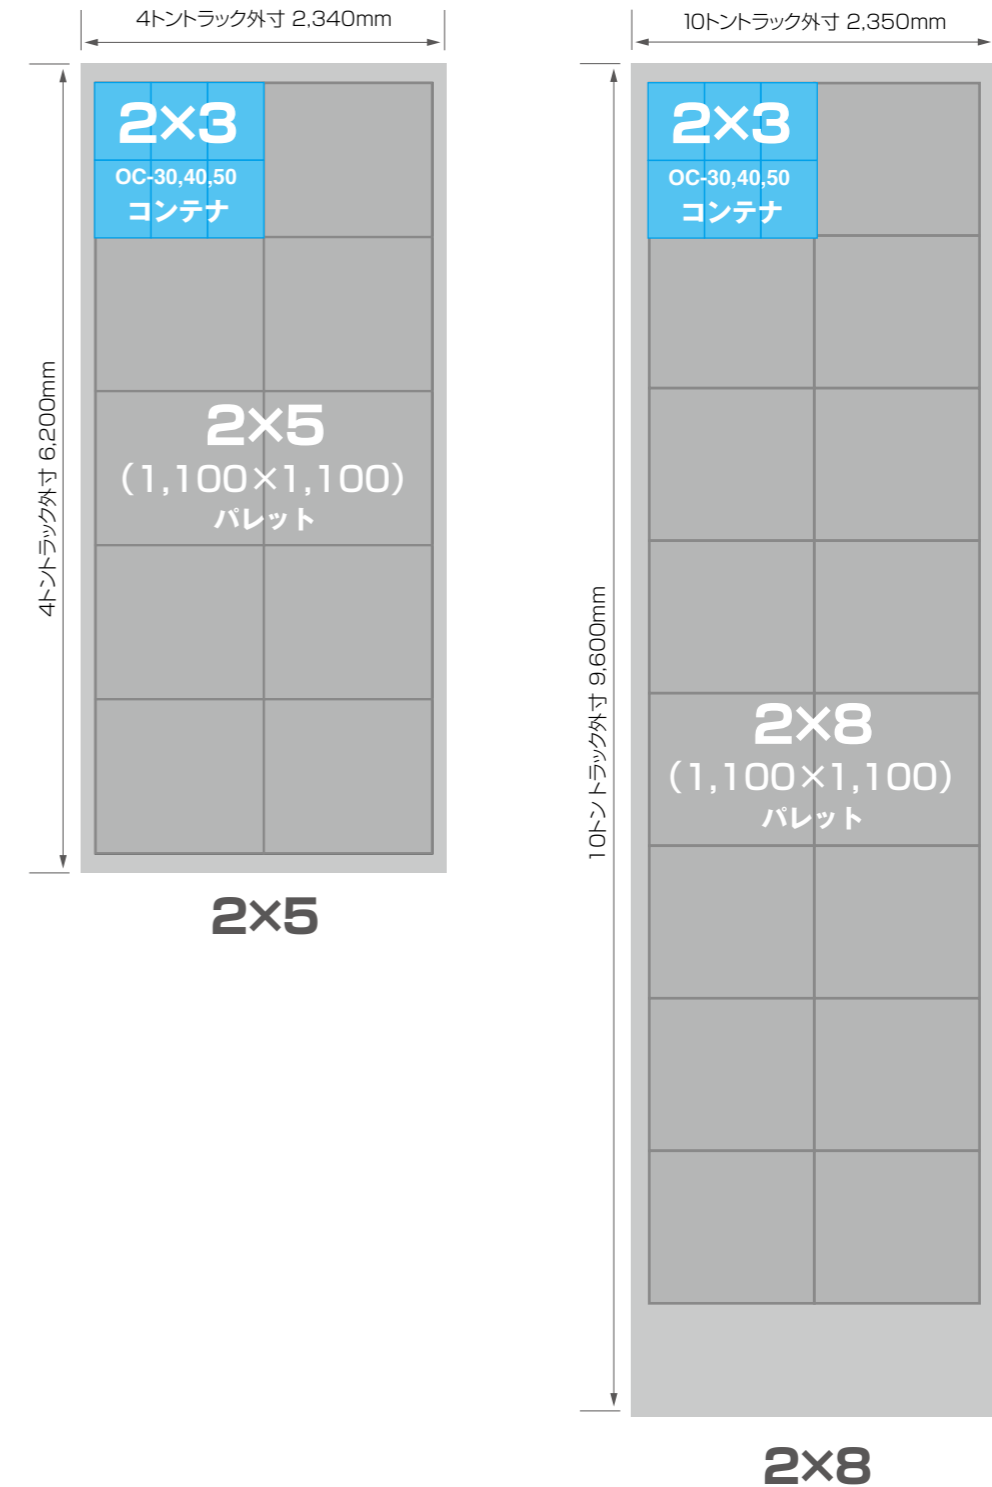 4トントラック外寸 2,340mm
2×3
OC-30,40,50
コンテナ
4トントラック外寸 6,200mm
2×5
（1,100×1,100）
パレット
2×5
10トントラック外寸 2,350mm
2×3
OC-30,40,50
コンテナ
10トントラック外寸 9,600mm
2×8
（1,100×1,100）
パレット
2×8